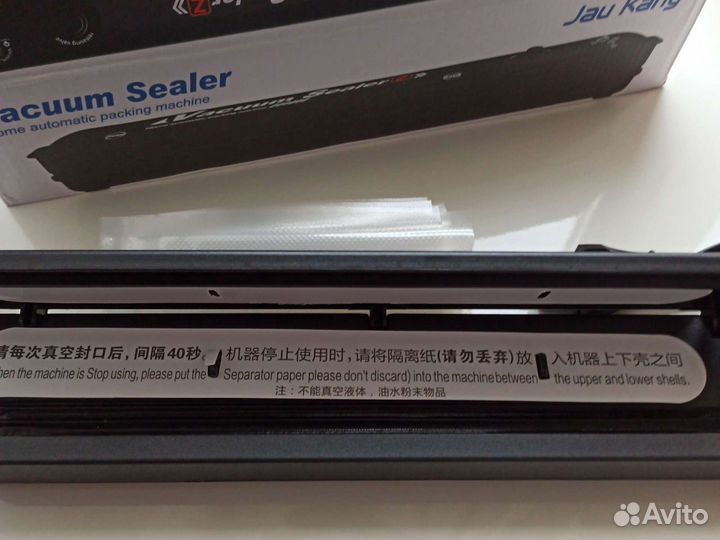 Jau Kang
Vacuum Sealer
automatic packing machine
Vacuum Sealer
请每次真空封口后,间隔40秒 机器停止使用时,请将隔离纸(请勿丢弃)放 入机器上下壳之间
the machine is Stop using, please put the Separator paper please don't discard) into the machine between the upper and lower shells.
注:不能真空液体,油水粉末物品
Avito